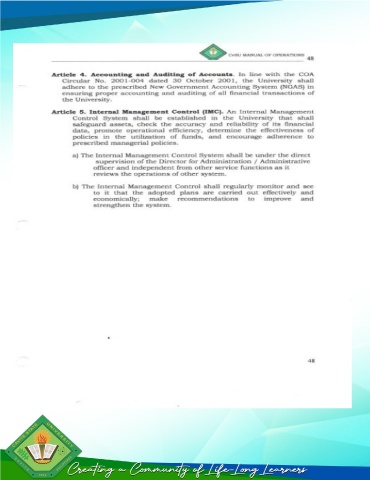 CvSU MANUAL OF OPERATIONS
48
Article 4. Accounting and Auditing of Accounts. In line with the COA
Circular No. 2001-004 dated 30 October 2001, the University shall
adhere to the prescribed New Government Accounting System (NGAS) in
ensuring proper accounting and auditing of all financial transactions of
the University.
Article 5. Internal Management Control (IMC). An Internal Management
Control System shall be established in the University that shall
safeguard assets, check the accuracy and reliability of its financial
data, promote operational efficiency, determine the effectiveness of
policies in the utilization of funds, and encourage adherence to
prescribed managerial policies.
a) The Internal Management Control System shall be under the direct
supervision of the Director for Administration / Administrative
officer and independent from other service functions as it
reviews the operations of other system.
b) The Internal Management Control shall regularly monitor and see
to it that the adopted plans are carried out effectively and
economically; make recommendations to improve and
strengthen the system.
48
Creating a Community of Life-Long Learners